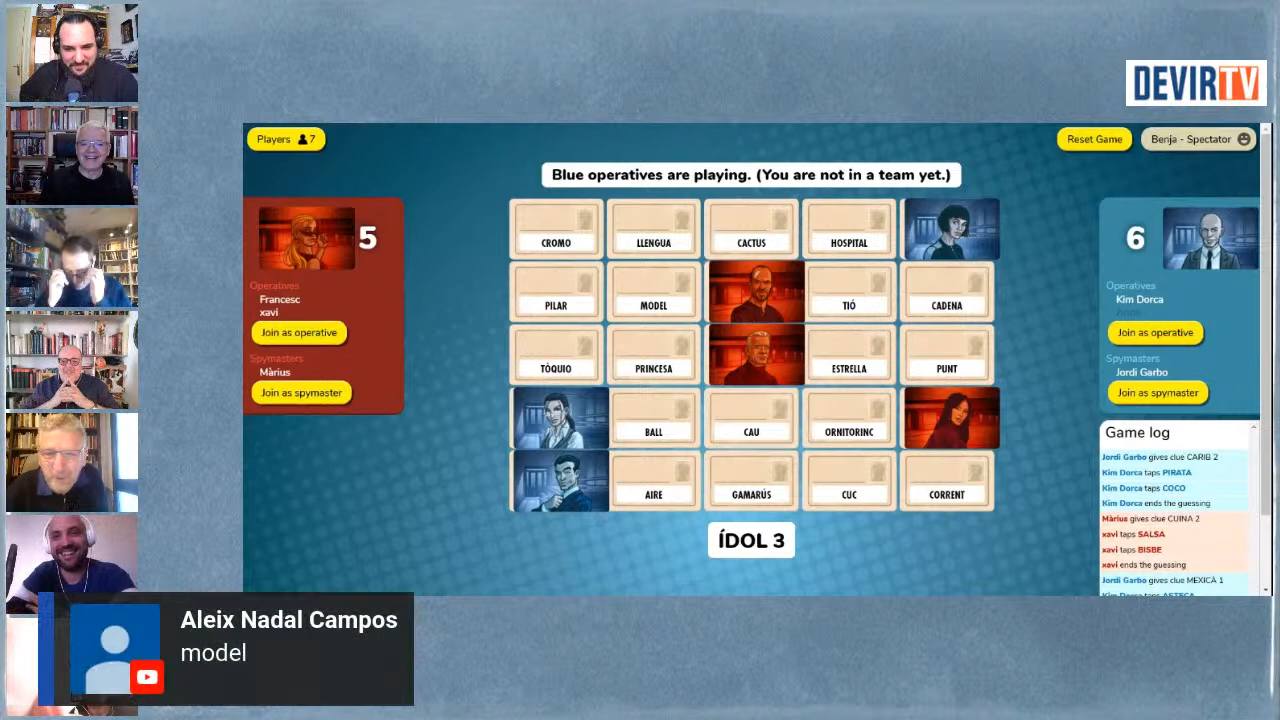 DEVIRTV
Players 7
Reset Game
Benja - Spectator
Blue operatives are playing. (You are not in a team yet.)
5
Operatives
Francesc
xavi
Join as operative
Spymasters
Màrius
Join as spymaster
CROMO
LLENGUA
CACTUS
HOSPITAL
PILAR
MODEL
TIÓ
CADENA
TÒQUIO
PRINCESA
ESTRELLA
PUNT
BALL
CAU
ORNITORINC
AIRE
GAMARÚS
CUC
CORRENT
ÍDOL 3
6
Operatives
Kim Dorca
Join as operative
Spymasters
Jordi Garbo
Join as spymaster
Game log
Jordi Garbo gives clue CARIB 2
Kim Dorca taps PIRATA
Kim Dorca taps COCO
Kim Dorca ends the guessing
Màrius gives clue CUINA 2
xavi taps SALSA
xavi taps BISBE
xavi ends the guessing
Jordi Garbo gives clue MEXICÀ 1
Kim Dorca taps ASTECA
Aleix Nadal Campos
model